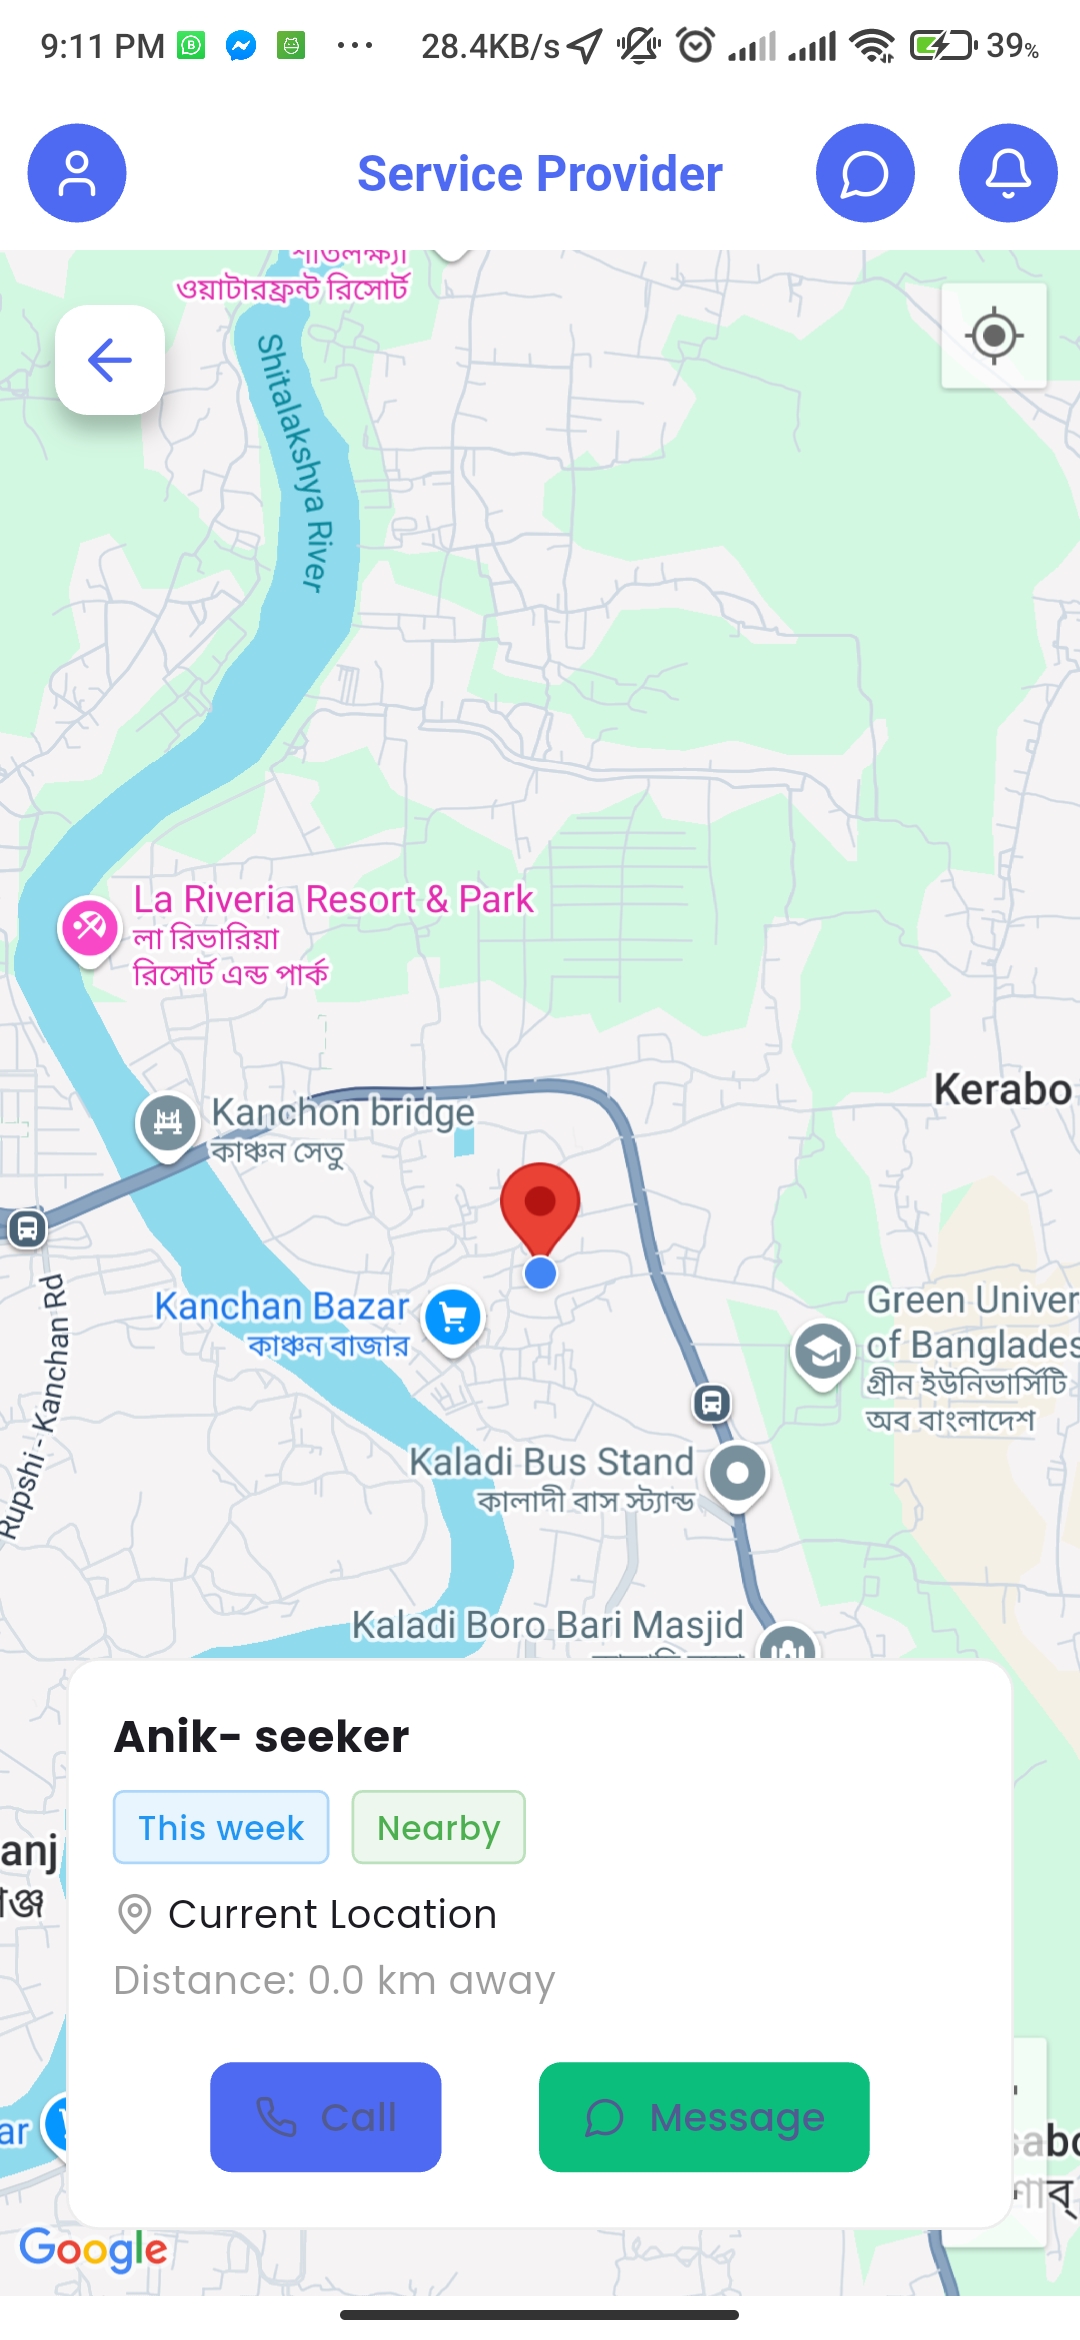 9:11 PM
28.4KB/s
39%
Service Provider
ওয়াটারফ্রন্ট রিসোর্ট
Shitalakshya River
La Riveria Resort & Park
লা রিভারিয়া
রিসোর্ট এন্ড পার্ক
Kerabo
Kanchon bridge
কাঞ্চন সেতু
Kanchan Bazar
কাঞ্চন বাজার
Rupshi - Kanchan Rd
Green Univer
of Banglades
গ্রীন ইউনিভার্সিটি
অব বাংলাদেশ
Kaladi Bus Stand
কালাদী বাস স্ট্যান্ড
Kaladi Boro Bari Masjid
Anik- seeker
This week
Nearby
anj
Current Location
Distance: 0.0 km away
ar
Call
Message
Google